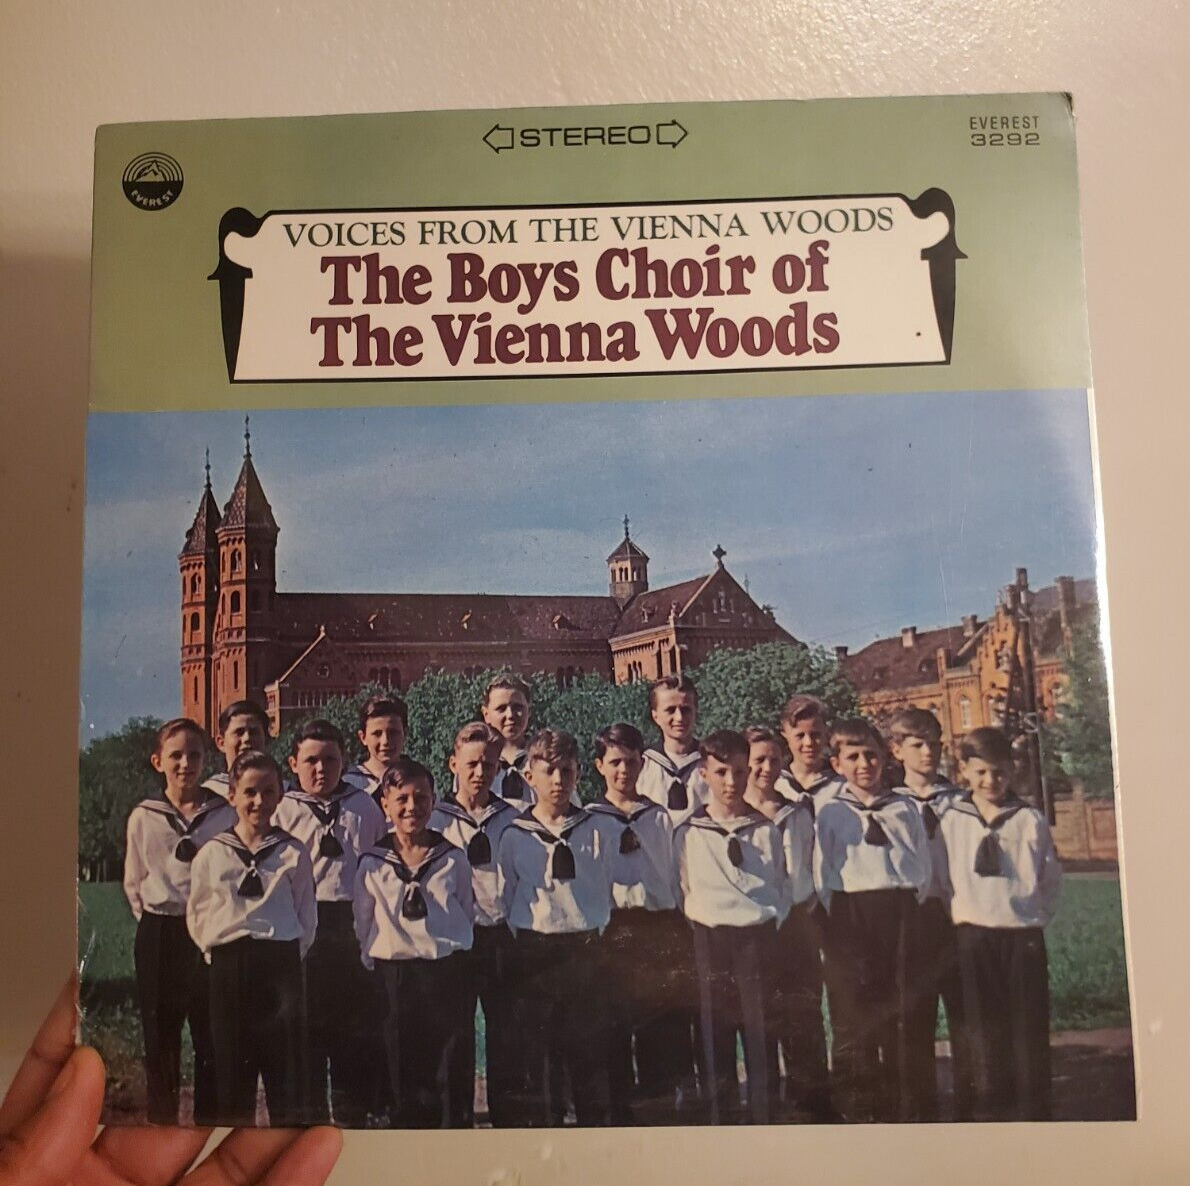 STEREO
EVEREST
3292
EVEREST
VOICES FROM THE VIENNA WOODS
The Boys Choir of
The Vienna Woods